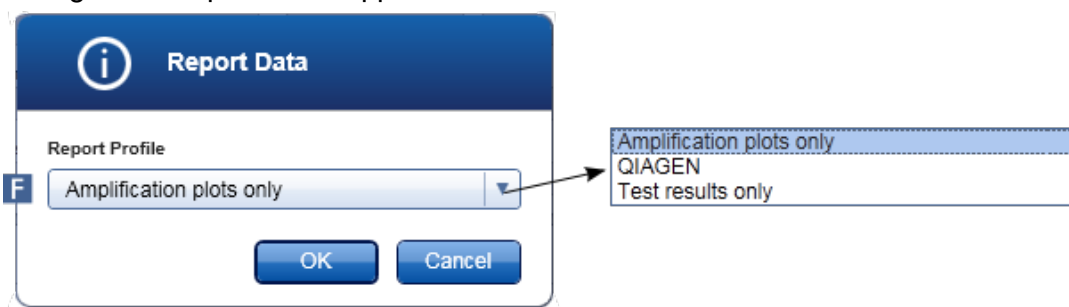 Report Data
Report Profile
F
Amplification plots only
OK
Cancel
Amplification plots only
QIAGEN
Test results only